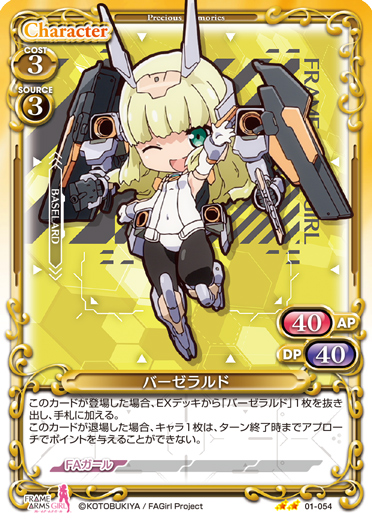 Precious Memories
Character
COST
3
SOURCE
3
FRAME
GIRL
BASELARD
40 AP
DP 40
バーゼラルド
このカードが登場した場合、EXデッキから「バーゼラルド」1枚を抜き
出し、手札に加える。
このカードが退場した場合、キャラ1枚は、ターン終了時までアプロー
チでポイントを与えることができない。
FAガール
FRAME
ARMS GIRL
©KOTOBUKIYA / FAGirl Project
01-054